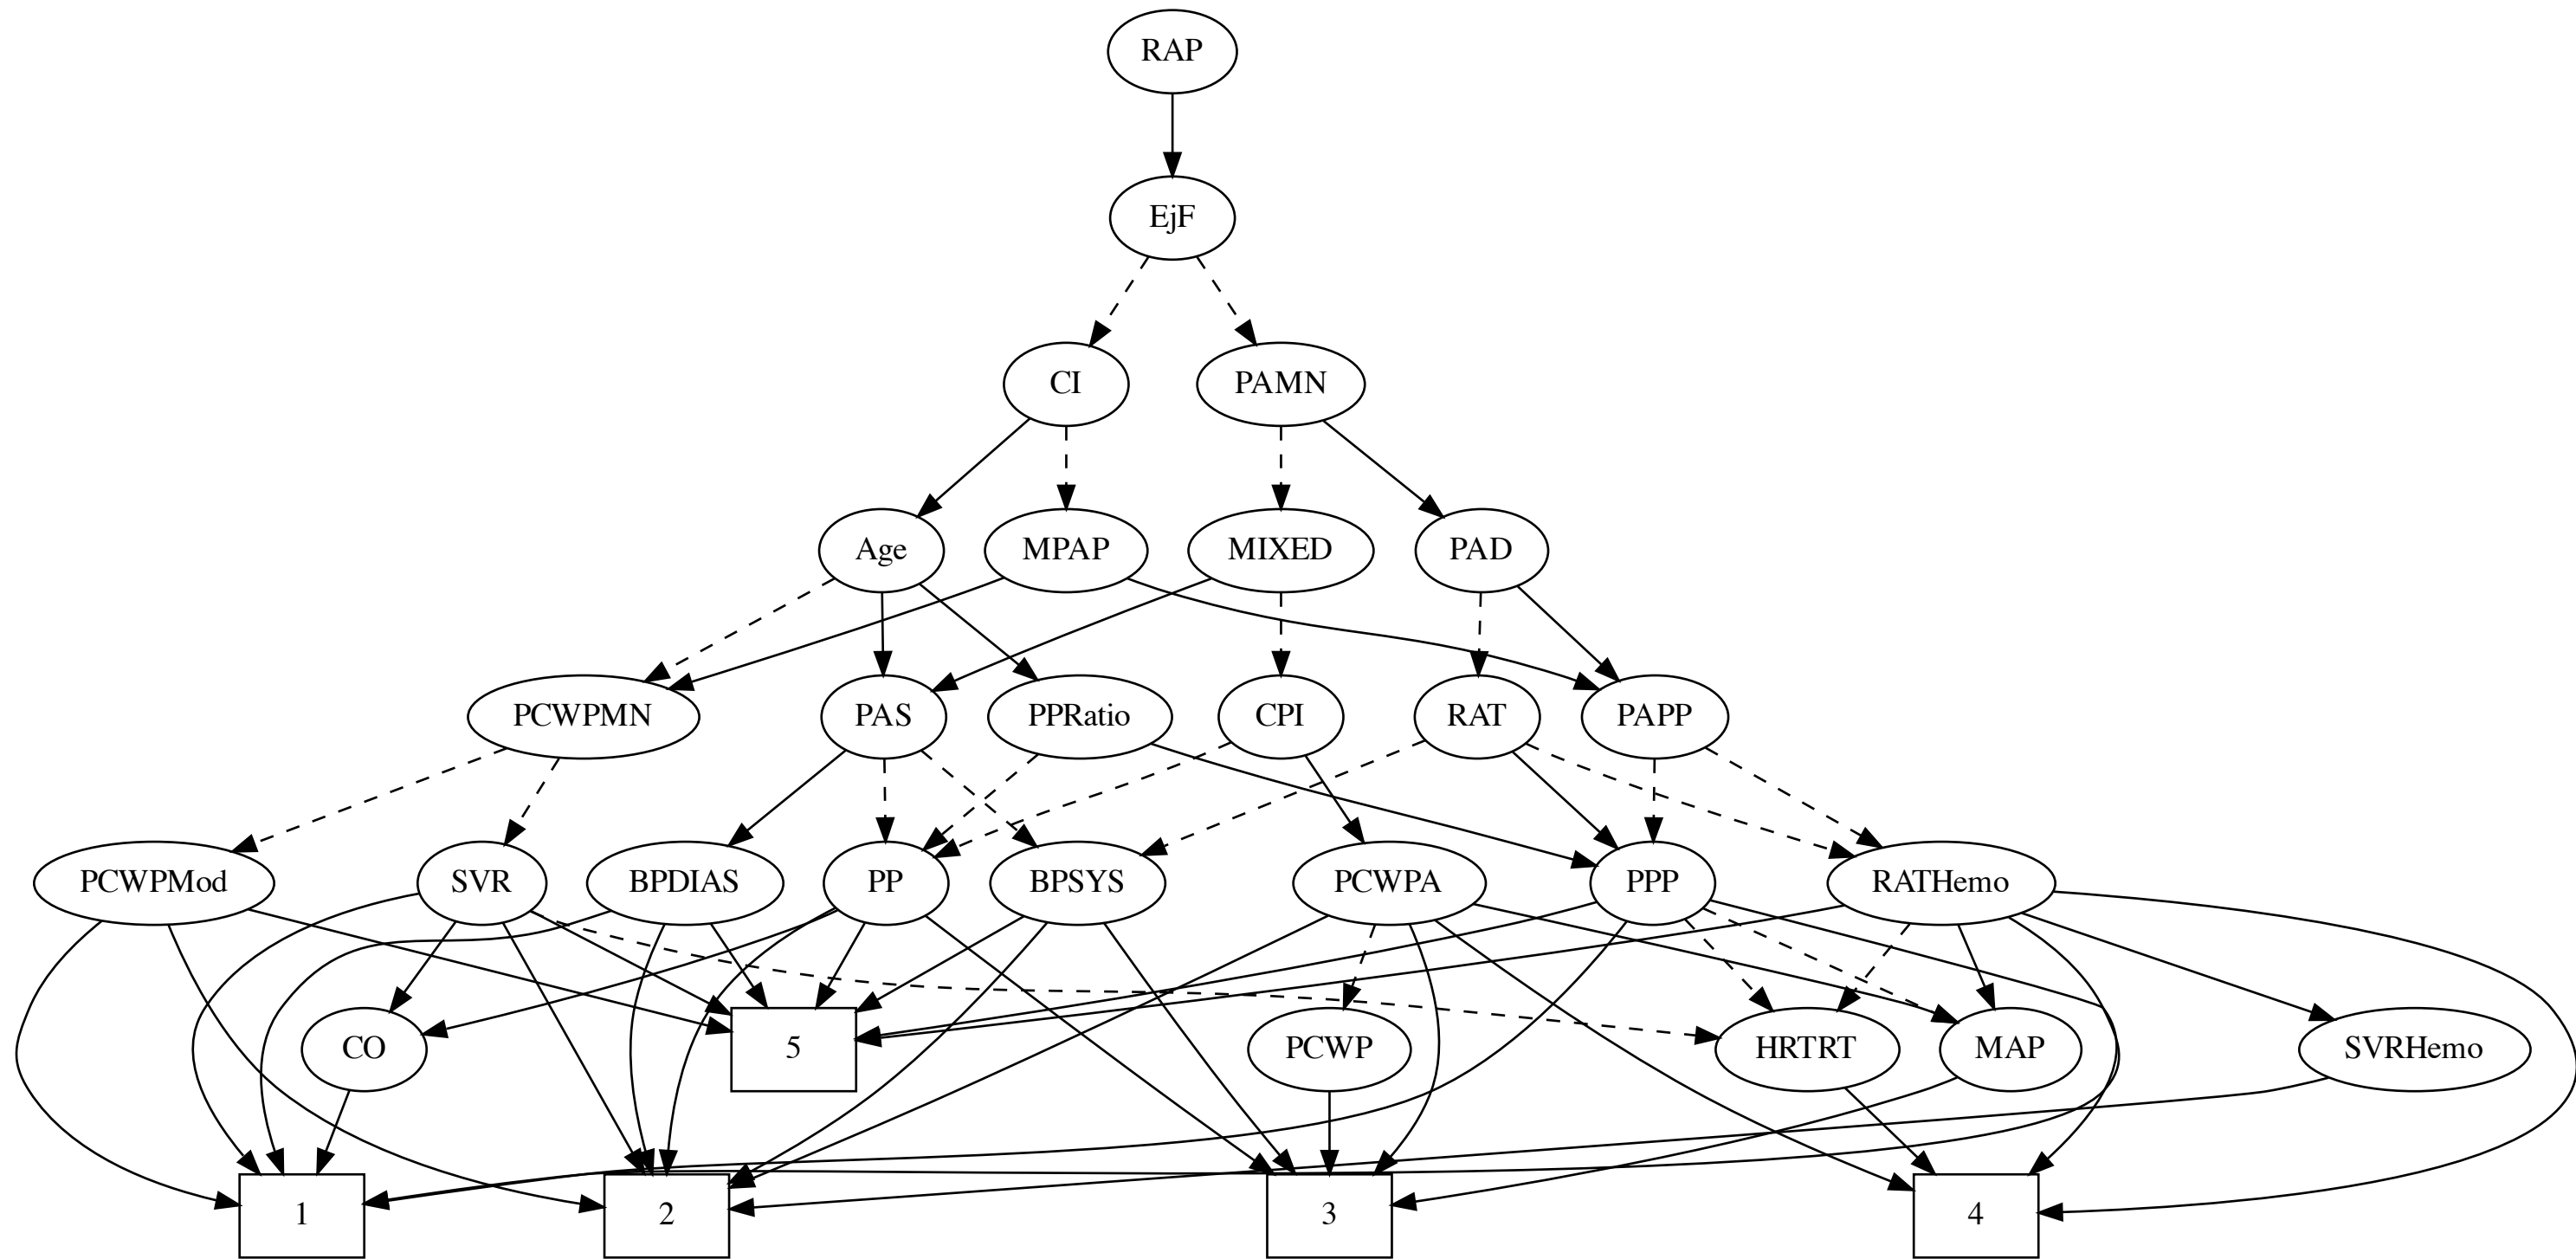 RAP
EjF
CI
PAMN
Age
MPAP
MIXED
PAD
PCWPMN
PAS
PPRatio
CPI
RAT
PAPP
PCWPMod
SVR
BPDIAS
PP
BPSYS
PCWPA
PPP
RATHemo
CO
5
PCWP
HRTRT
MAP
SVRHemo
1
2
3
4